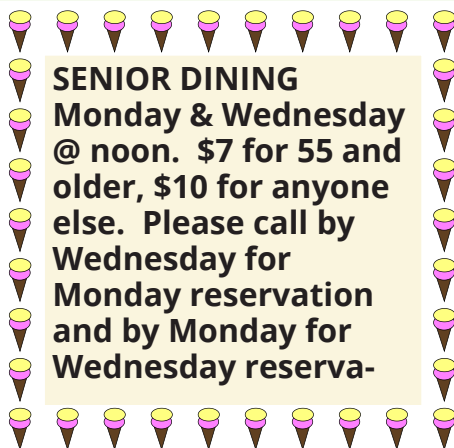 SENIOR DINING
Monday & Wednesday
@ noon.  $7 for 55 and
older, $10 for anyone
else.  Please call by
Wednesday for
Monday reservation
and by Monday for
Wednesday reserva-